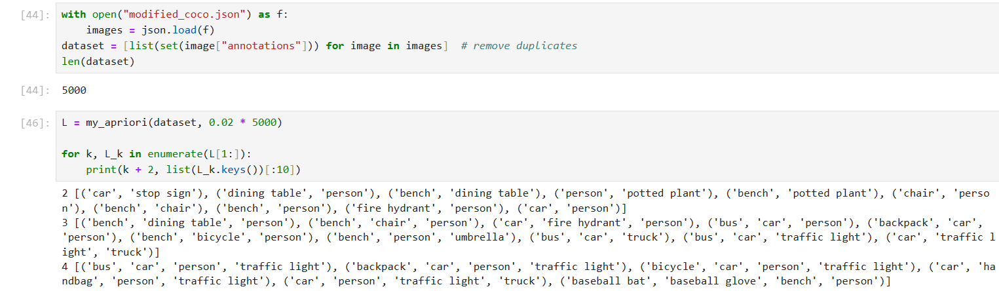 [44]: with open("modified_coco.json") as f:
    images = json.load(f)
dataset = [list(set(image["annotations"])) for image in images]  # remove duplicates
len(dataset)
[44]: 5000
[46]: L = my_apriori(dataset, 0.02 * 5000)
for k, L_k in enumerate(L[1:]):
    print(k + 2, list(L_k.keys())[:10])
2 [('car', 'stop sign'), ('dining table', 'person'), ('bench', 'dining table'), ('person', 'potted plant'), ('bench', 'potted plant'), ('chair', 'perso
n'), ('bench', 'chair'), ('bench', 'person'), ('fire hydrant', 'person'), ('car', 'person')]
3 [('bench', 'dining table', 'person'), ('bench', 'chair', 'person'), ('car', 'fire hydrant', 'person'), ('bus', 'car', 'person'), ('backpack', 'car',
'person'), ('bench', 'bicycle', 'person'), ('bench', 'person', 'umbrella'), ('bus', 'car', 'truck'), ('bus', 'car', 'traffic light'), ('car', 'traffic l
ight', 'truck')]
4 [('bus', 'car', 'person', 'traffic light'), ('backpack', 'car', 'person', 'traffic light'), ('bicycle', 'car', 'person', 'traffic light'), ('car', 'ha
ndbag', 'person', 'traffic light'), ('car', 'person', 'traffic light', 'truck'), ('baseball bat', 'baseball glove', 'bench', 'person')]